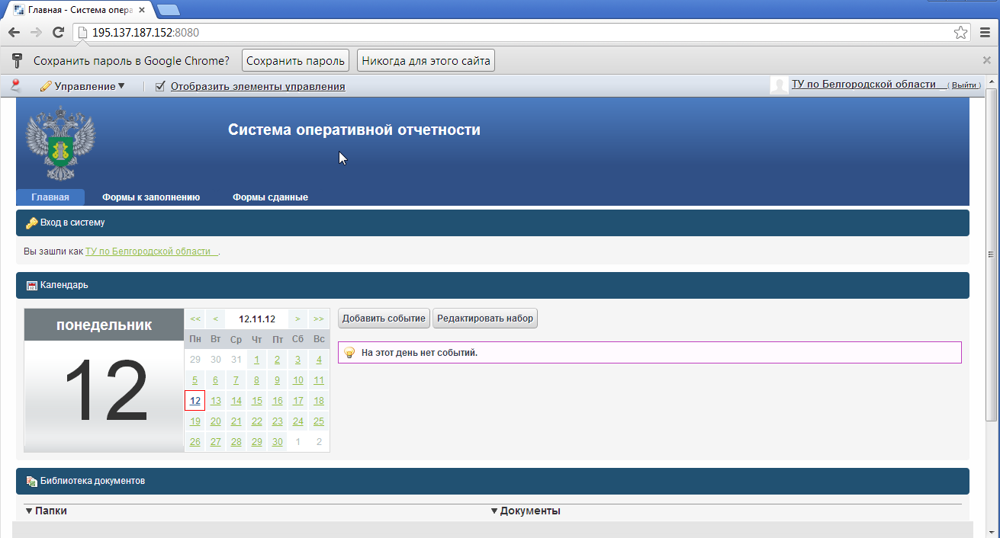 Главная - Система опера
195.137.187.152:8080
Сохранить пароль в Google Chrome? Сохранить пароль Никогда для этого сайта
Управление ▼ Отобразить элементы управления ТУ по Белгородской области (Выйти)
Система оперативной отчетности
Главная Формы к заполнению Формы сданные
Вход в систему
Вы зашли как ТУ по Белгородской области .
Календарь
понедельник
12
<< < 12.11.12 > >>
Пн Вт Ср Чт Пт Сб Вс
29 30 31 1 2 3 4
5 6 7 8 9 10 11
12 13 14 15 16 17 18
19 20 21 22 23 24 25
26 27 28 29 30 1 2
Добавить событие Редактировать набор
На этот день нет событий.
Библиотека документов
▼ Папки ▼ Документы